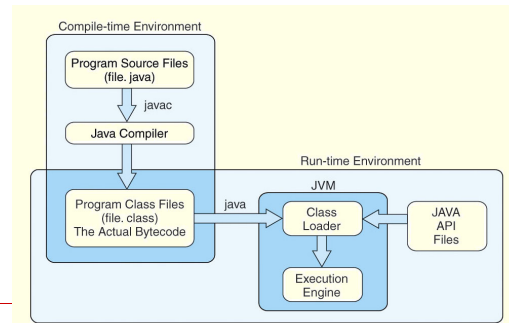 Compile-time Environment
Program Source Files
(file. java)
javac
Java Compiler
Run-time Environment
JVM
Program Class Files
(file. class)
The Actual Bytecode
java
Class
Loader
JAVA
API
Files
Execution
Engine